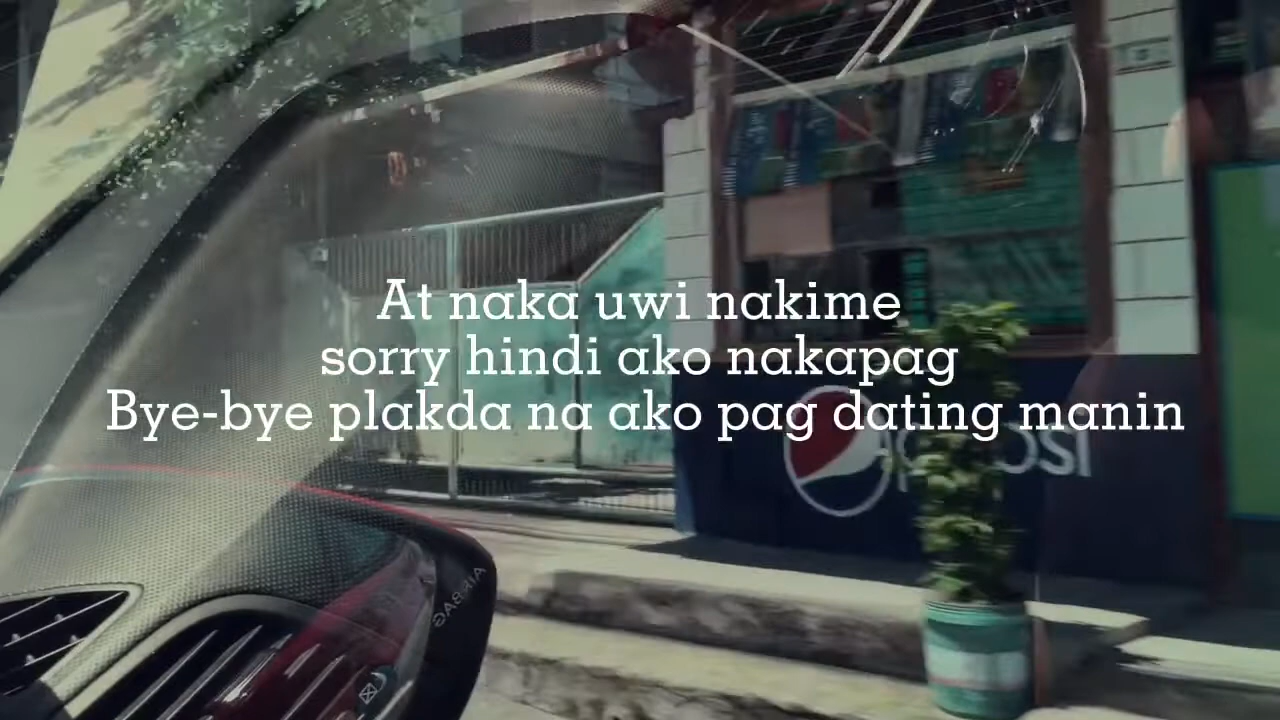 At naka uwi nakime
sorry hindi ako nakapag
Bye-bye plakda na ako pag dating manin
AIRBAG